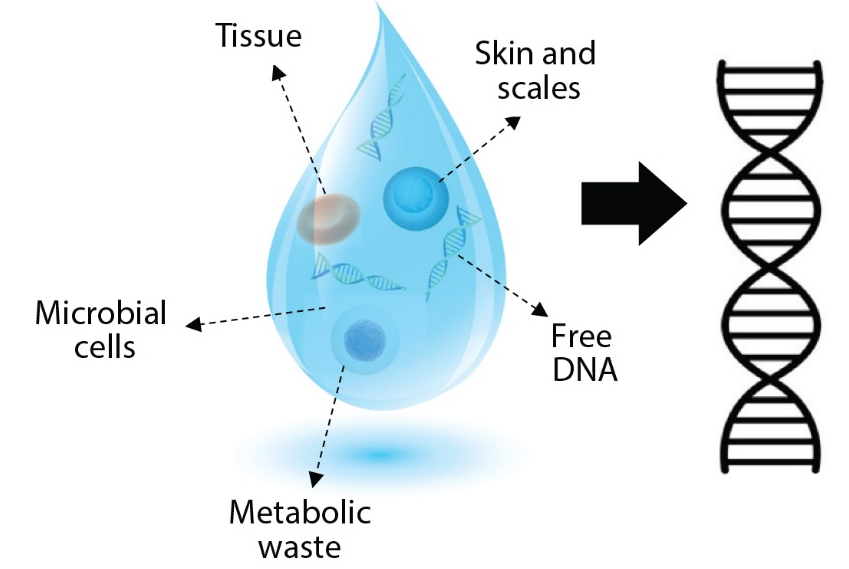 Tissue
Skin and
scales
Microbial
cells
Free
DNA
Metabolic
waste